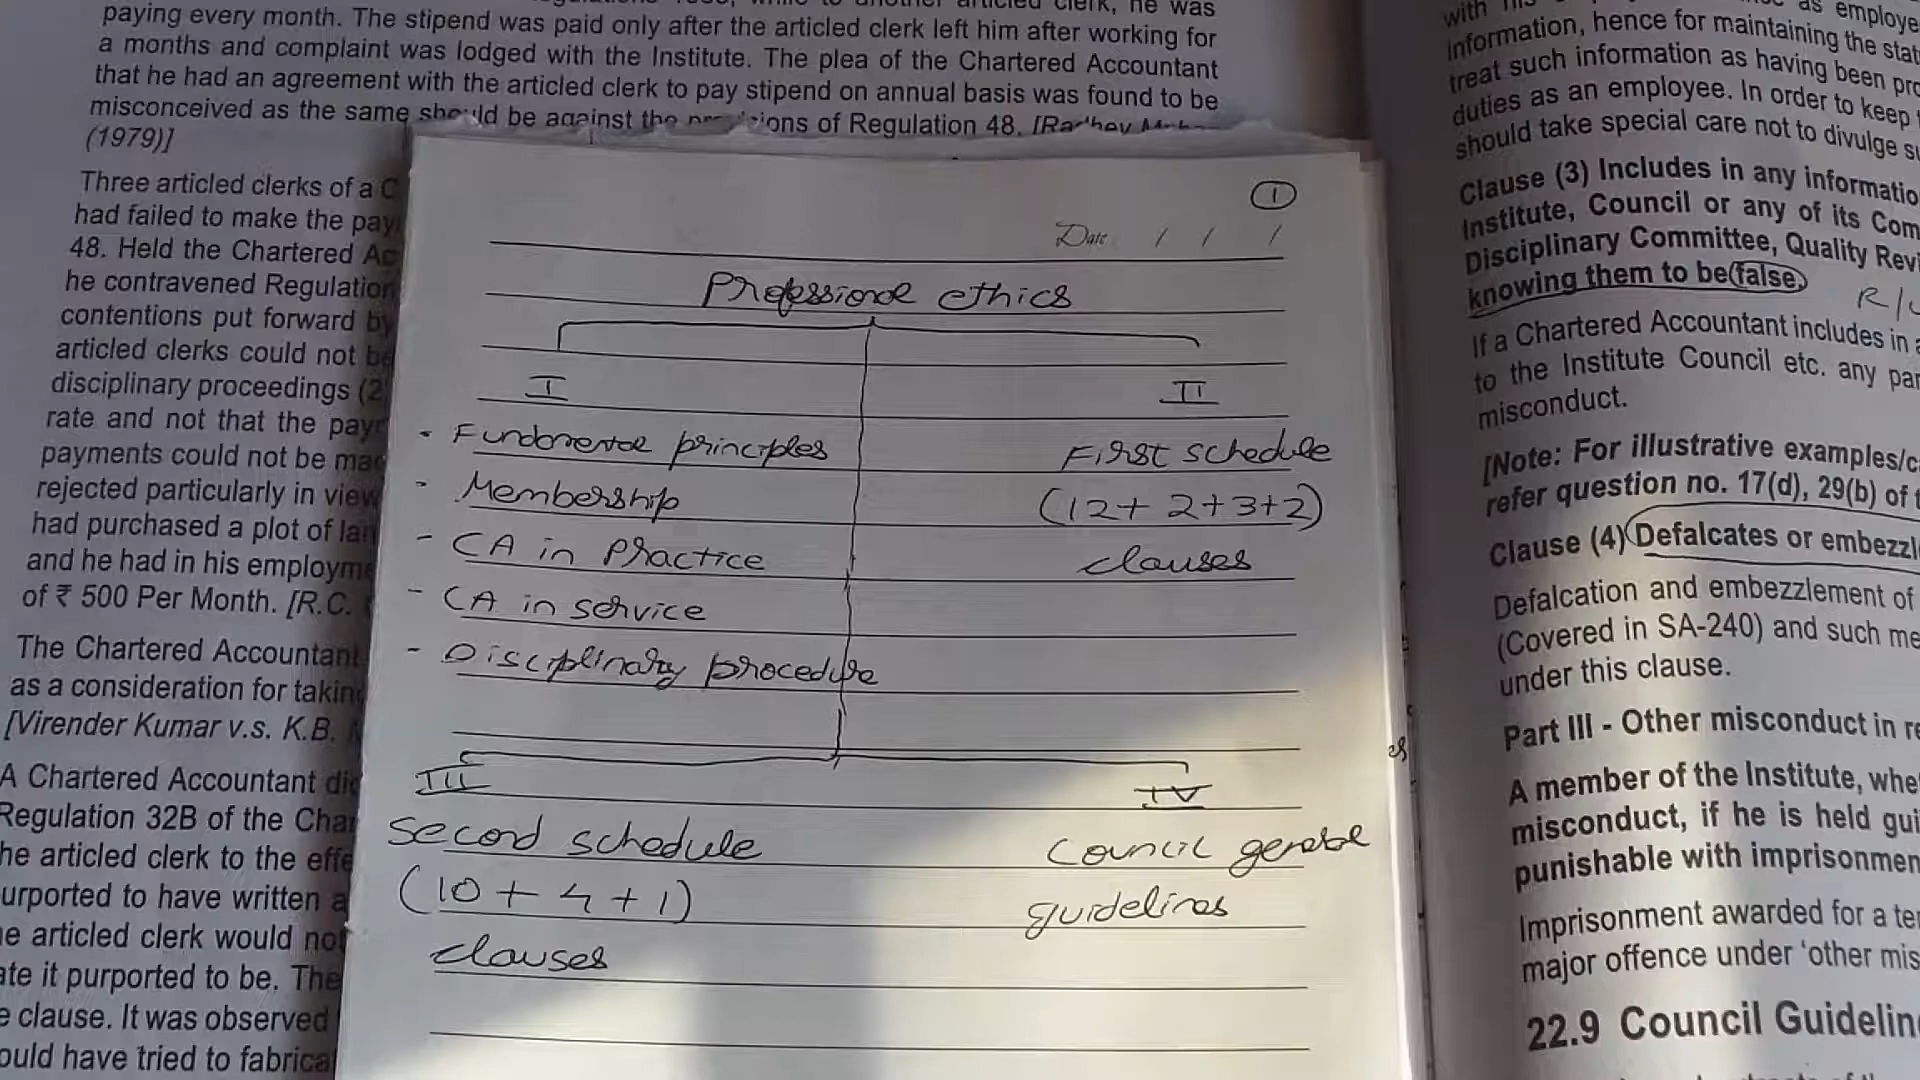 paying every month. The stipend was paid only after the articled clerk left him after working for
a months and complaint was lodged with the Institute. The plea of the Chartered Accountant
that he had an agreement with the articled clerk to pay stipend on annual basis was found to be
misconceived as the same should be against the provisions of Regulation 48.
(1979)]
Three articled clerks of a C
had failed to make the pay
48. Held the Chartered Ac
he contravened Regulation
contentions put forward by
articled clerks could not be
disciplinary proceedings (2
rate and not that the pay
payments could not be ma
rejected particularly in view
had purchased a plot of lan
and he had in his employme
of ₹ 500 Per Month. [R.C.
The Chartered Accountant
as a consideration for takin
[Virender Kumar v.s. K.B.
A Chartered Accountant di
Regulation 32B of the Char
he articled clerk to the effe
urported to have written a
e articled clerk would not
ate it purported to be. The
e clause. It was observed
ould have tried to fabrica
1
Date / / /
Professional ethics
I
- Fundamental principles
- Membership
- CA in Practice
- CA in service
- Disciplinary procedure
II
First schedule
(12+ 2+3+2)
clauses
III
Second schedule
(10 + 4 + 1)
clauses
IV
Council general
guidelines
es
as employe
information, hence for maintaining the stat
treat such information as having been pro
duties as an employee. In order to keep
should take special care not to divulge su
Clause (3) Includes in any informatio
Institute, Council or any of its Com
Disciplinary Committee, Quality Revi
knowing them to be false.
If a Chartered Accountant includes in a
to the Institute Council etc. any par
misconduct.
[Note: For illustrative examples/c
refer question no. 17(d), 29(b) of
Clause (4) Defalcates or embezzl
Defalcation and embezzlement of
(Covered in SA-240) and such me
under this clause.
Part III - Other misconduct in re
A member of the Institute, whe
misconduct, if he is held gui
punishable with imprisonmen
Imprisonment awarded for a te
major offence under 'other mis
22.9 Council Guideline